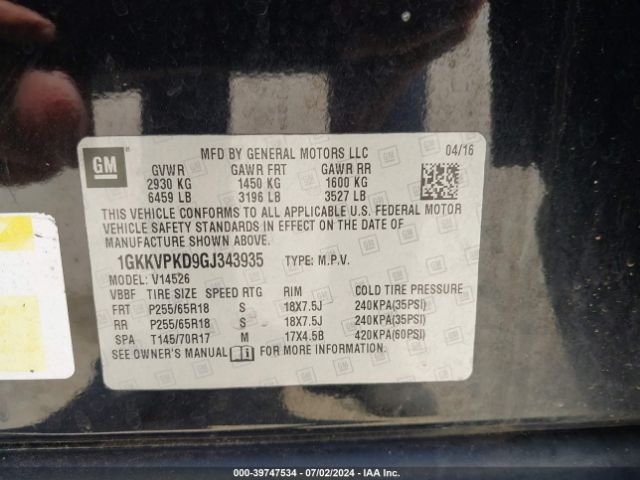 GM
MFD BY GENERAL MOTORS LLC 04/16
GVWR GAWR FRT GAWR RR
2930 KG 1450 KG 1600 KG
6459 LB 3196 LB 3527 LB
THIS VEHICLE CONFORMS TO ALL APPLICABLE U.S. FEDERAL MOTOR
VEHICLE SAFETY STANDARDS IN EFFECT ON THE DATE OF
MANUFACTURE SHOWN ABOVE.
1GKKVPKD9GJ343935 TYPE: M.P.V.
MODEL: V14526
VBBF TIRE SIZE SPEED RTG RIM COLD TIRE PRESSURE
FRT P255/65R18 S 18X7.5J 240KPA(35PSI)
RR P255/65R18 S 18X7.5J 240KPA(35PSI)
SPA T145/70R17 M 17X4.5B 420KPA(60PSI)
SEE OWNER'S MANUAL FOR MORE INFORMATION
000-39747534 / 07/02/2024 - IAA Inc.